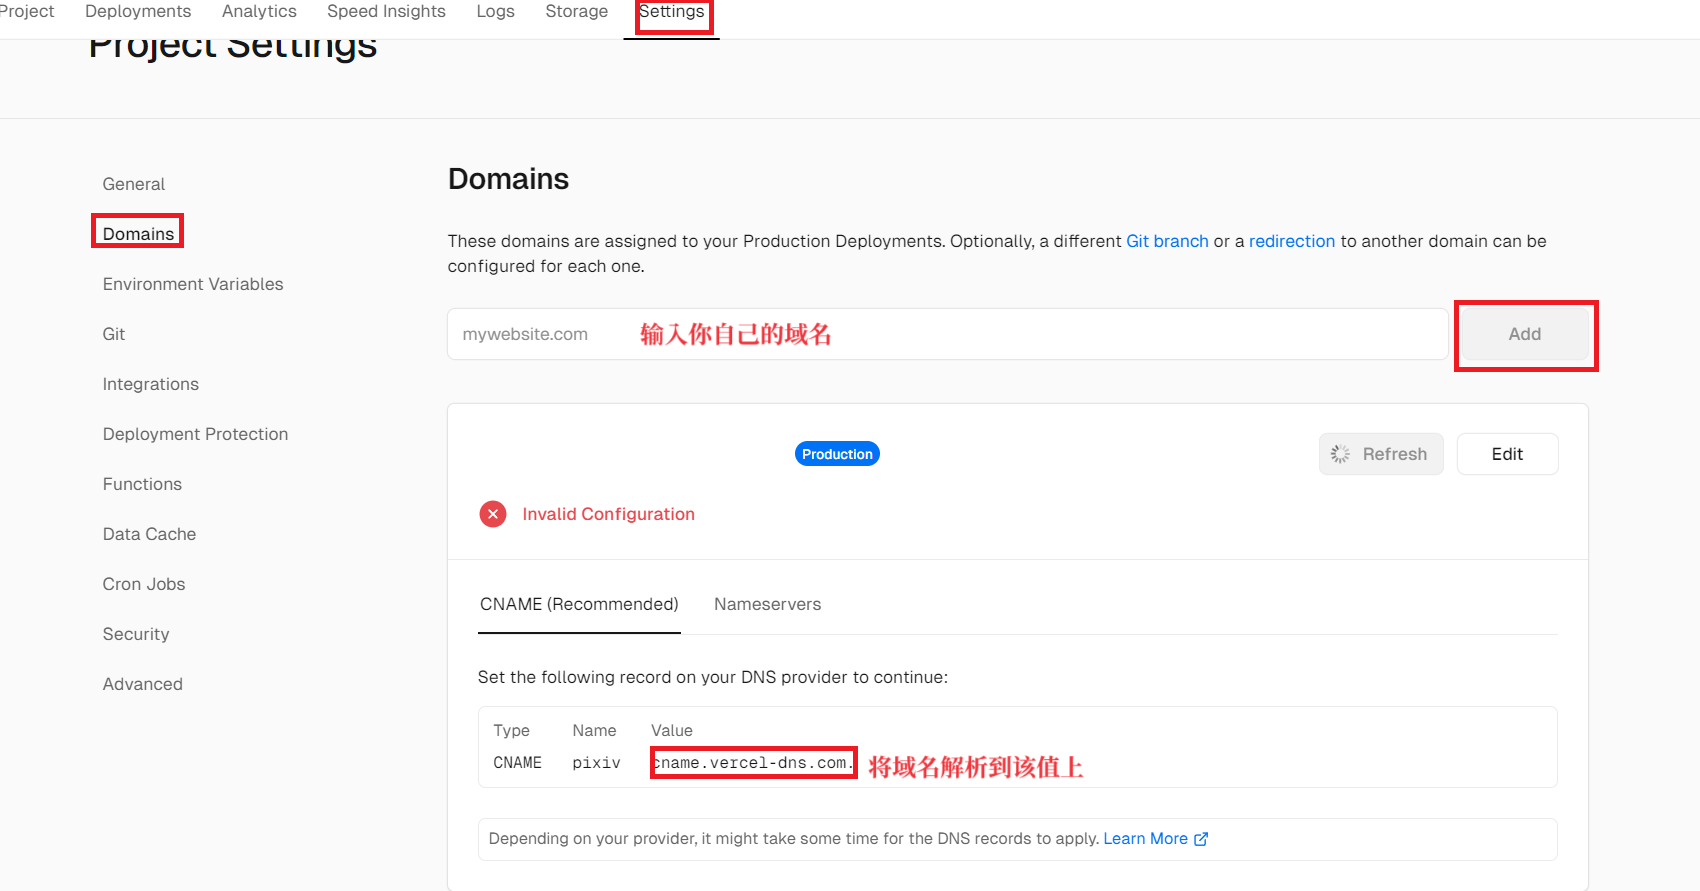 Project Deployments Analytics Speed Insights Logs Storage Settings
Project Settings
General
Domains
Environment Variables
Git
Integrations
Deployment Protection
Functions
Data Cache
Cron Jobs
Security
Advanced
Domains
These domains are assigned to your Production Deployments. Optionally, a different Git branch or a redirection to another domain can be
configured for each one.
mywebsite.com 输入你自己的域名 Add
Production Refresh Edit
Invalid Configuration
CNAME (Recommended) Nameservers
Set the following record on your DNS provider to continue:
Type Name Value
CNAME pixiv cname.vercel-dns.com. 将域名解析到该值上
Depending on your provider, it might take some time for the DNS records to apply. Learn More